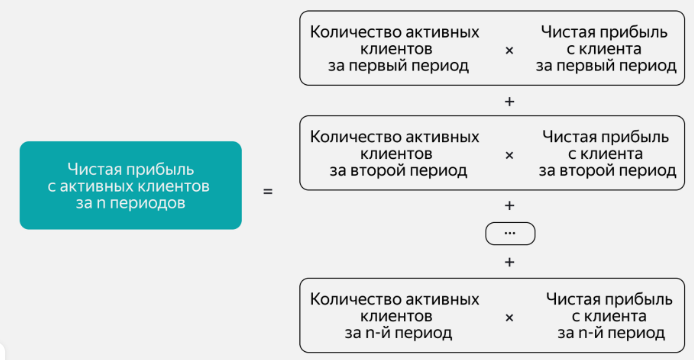 Количество активных
клиентов
за первый период
×
Чистая прибыль
с клиента
за первый период
+
Чистая прибыль
с активных клиентов
за n периодов
=
Количество активных
клиентов
за второй период
×
Чистая прибыль
с клиента
за второй период
+
...
+
Количество активных
клиентов
за n-й период
×
Чистая прибыль
с клиента
за n-й период